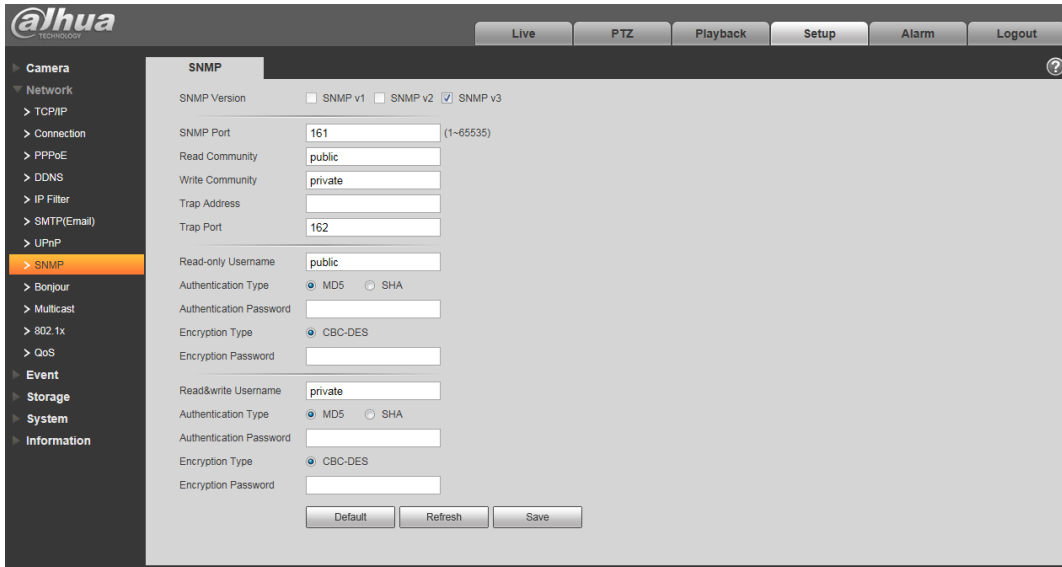 alhua
TECHNOLOGY
Live PTZ Playback Setup Alarm Logout
Camera
Network
> TCP/IP
> Connection
> PPPoE
> DDNS
> IP Filter
> SMTP(Email)
> UPnP
> SNMP
> Bonjour
> Multicast
> 802.1x
> QoS
Event
Storage
System
Information
SNMP
?
SNMP Version SNMP v1 SNMP v2 SNMP v3
SNMP Port 161 (1~65535)
Read Community public
Write Community private
Trap Address
Trap Port 162
Read-only Username public
Authentication Type MD5 SHA
Authentication Password
Encryption Type CBC-DES
Encryption Password
Read&write Username private
Authentication Type MD5 SHA
Authentication Password
Encryption Type CBC-DES
Encryption Password
Default Refresh Save